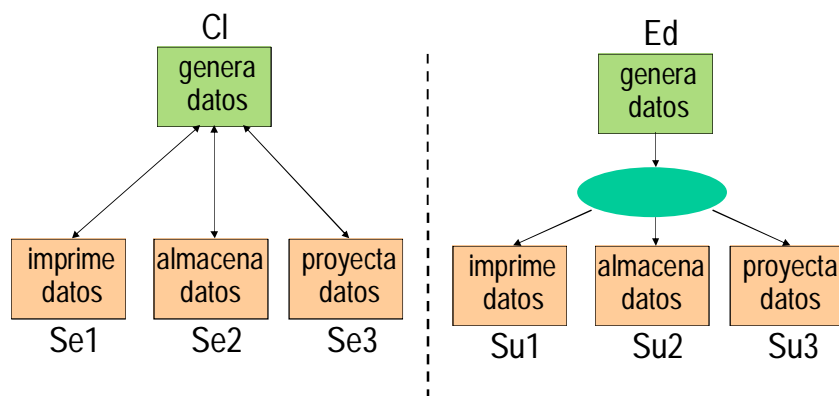 Cl
genera
datos
imprime
datos
almacena
datos
proyecta
datos
Se1
Se2
Se3
Ed
genera
datos
imprime
datos
almacena
datos
proyecta
datos
Su1
Su2
Su3